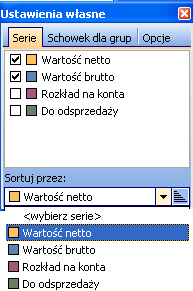 Ustawienia własne
Serie Schowek dla grup Opcje
Wartość netto
Wartość brutto
Rozkład na konta
Do odsprzedaży
Sortuj przez:
Wartość netto
<wybierz serie>
Wartość netto
Wartość brutto
Rozkład na konta
Do odsprzedaży